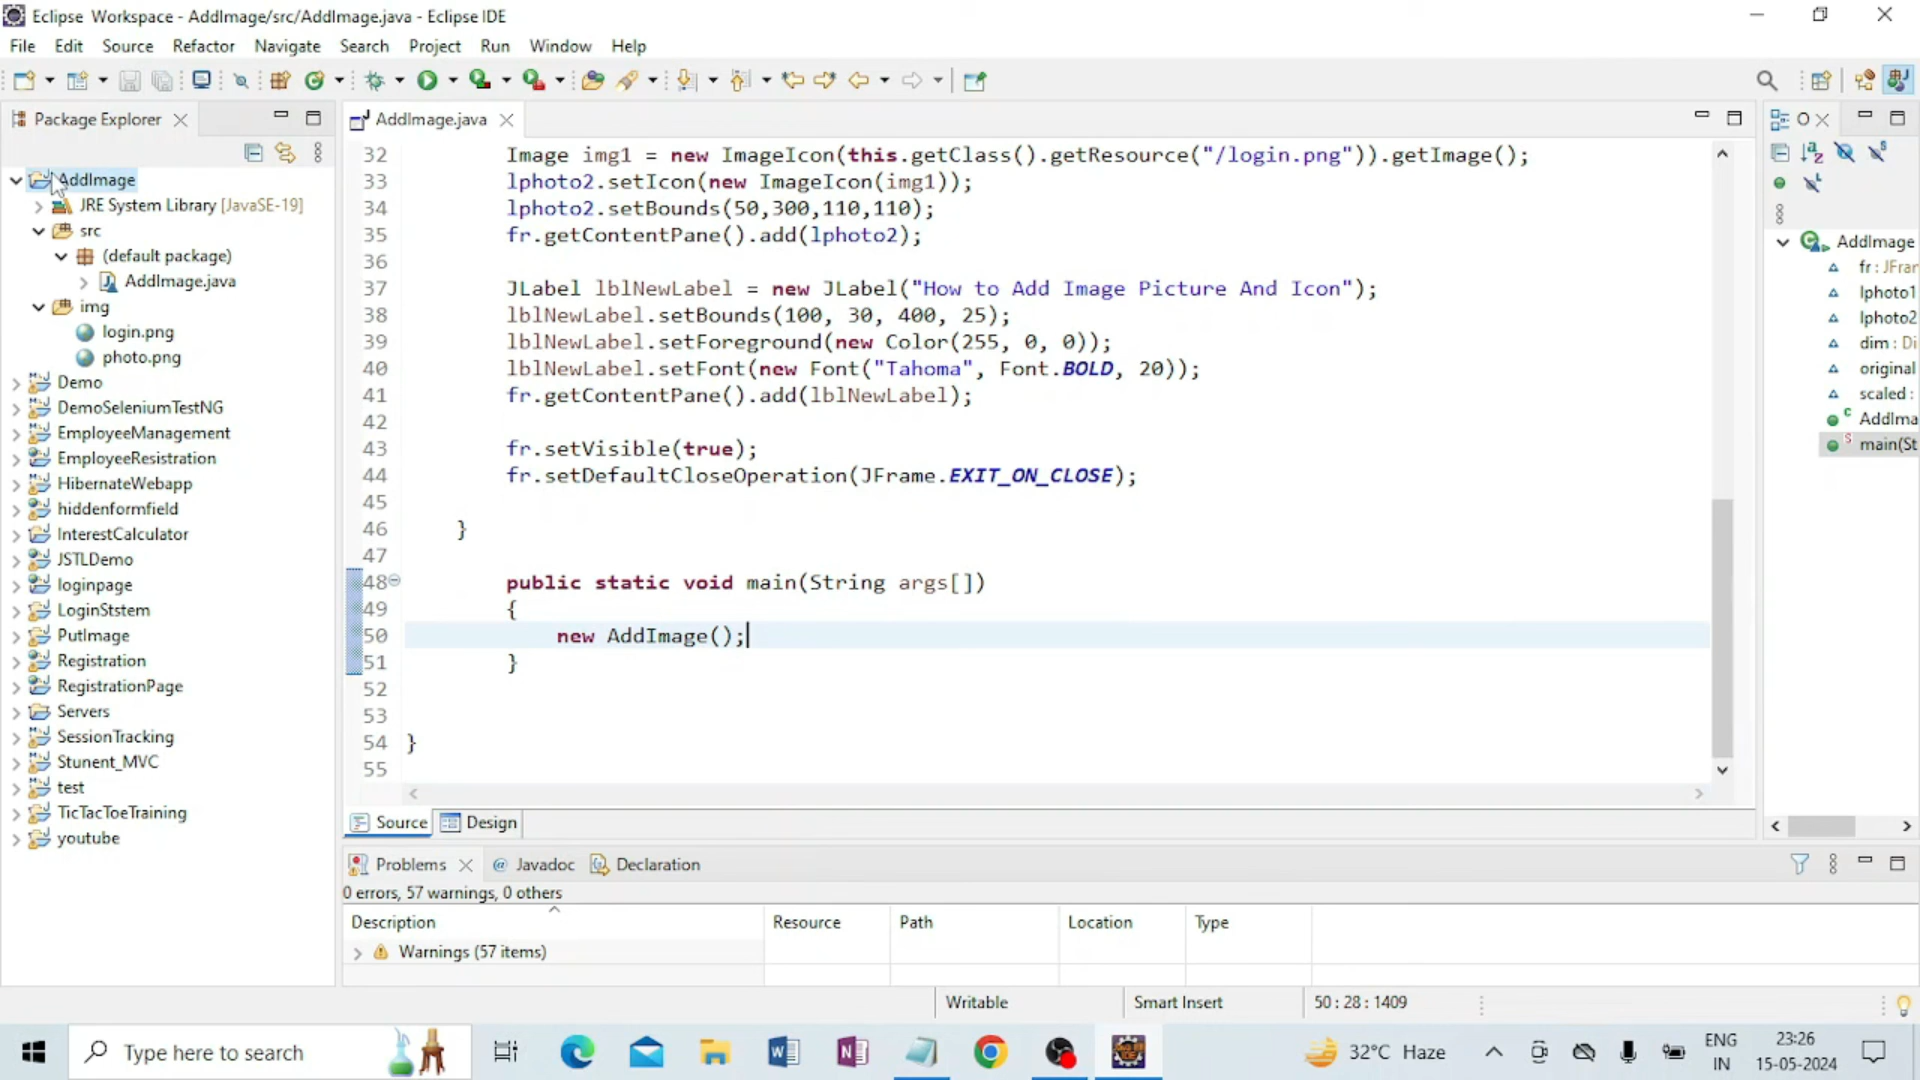 Eclipse Workspace - AddImage/src/AddImage.java - Eclipse IDE
File Edit Source Refactor Navigate Search Project Run Window Help
Package Explorer
AddImage
JRE System Library [JavaSE-19]
src
(default package)
AddImage.java
img
login.png
photo.png
Demo
DemoSeleniumTestNG
EmployeeManagement
EmployeeResistration
HibernateWebapp
hiddenformfield
InterestCalculator
JSTLDemo
loginpage
LoginStstem
PutImage
Registration
RegistrationPage
Servers
SessionTracking
Stunent_MVC
test
TicTacToeTraining
youtube
AddImage.java
32 Image img1 = new ImageIcon(this.getClass().getResource("/login.png")).getImage();
33 lphoto2.setIcon(new ImageIcon(img1));
34 lphoto2.setBounds(50,300,110,110);
35 fr.getContentPane().add(lphoto2);
36
37 JLabel lblNewLabel = new JLabel("How to Add Image Picture And Icon");
38 lblNewLabel.setBounds(100, 30, 400, 25);
39 lblNewLabel.setForeground(new Color(255, 0, 0));
40 lblNewLabel.setFont(new Font("Tahoma", Font.BOLD, 20));
41 fr.getContentPane().add(lblNewLabel);
42
43 fr.setVisible(true);
44 fr.setDefaultCloseOperation(JFrame.EXIT_ON_CLOSE);
45
46 }
47
48 public static void main(String args[])
49 {
50 new AddImage();
51 }
52
53
54 }
55
Source Design
AddImage
fr : JFran
lphoto1
lphoto2
dim : Di
original
scaled :
AddIma
main(St
Problems Javadoc Declaration
0 errors, 57 warnings, 0 others
Description Resource Path Location Type
Warnings (57 items)
Writable Smart Insert 50 : 28 : 1409
Type here to search
32°C Haze
ENG
IN
23:26
15-05-2024